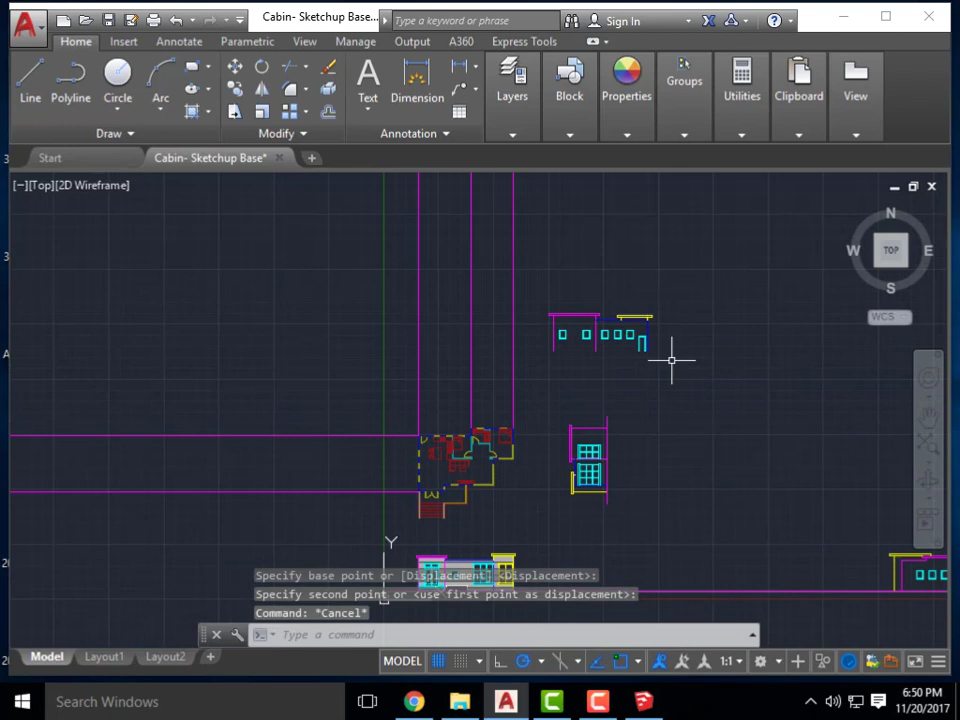 Cabin- Sketchup Base...
Type a keyword or phrase
Sign In
Home Insert Annotate Parametric View Manage Output A360 Express Tools
Line Polyline Circle Arc
Text Dimension
Layers Block Properties Groups Utilities Clipboard View
Draw Modify Annotation
Start Cabin- Sketchup Base*
[−][Top][2D Wireframe]
N
W TOP E
S
WCS
Y
Specify base point or [Displacement] <Displacement>:
Specify second point or <use first point as displacement>:
Command: *Cancel*
Type a command
Model Layout1 Layout2
MODEL
1:1
Search Windows
6:50 PM
11/20/2017